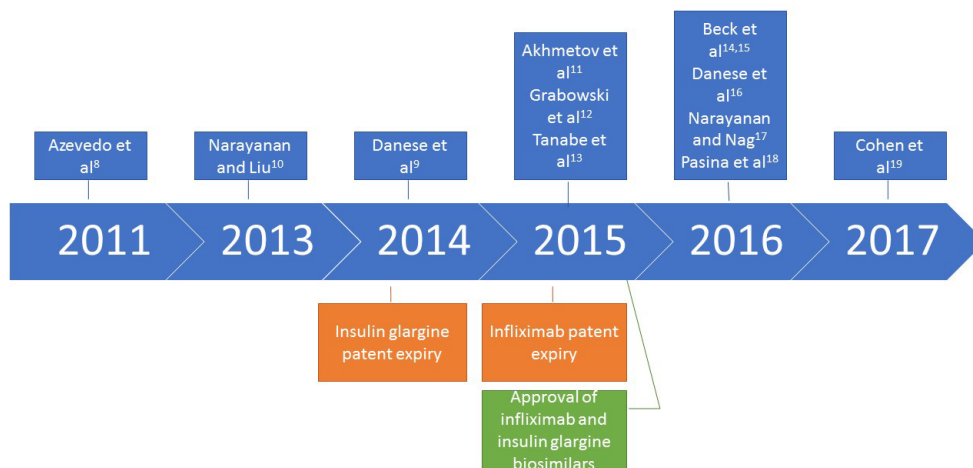 Azevedo et
al8
Narayanan
and Liu10
Danese et
al9
Akhmetov et
al11
Grabowski
et al12
Tanabe et
al13
Beck et
al14,15
Danese et
al16
Narayanan
and Nag17
Pasina et al18
Cohen et
al19
2011
2013
2014
2015
2016
2017
Insulin glargine
patent expiry
Infliximab patent
expiry
Approval of
infliximab and
insulin glargine
biosimilars